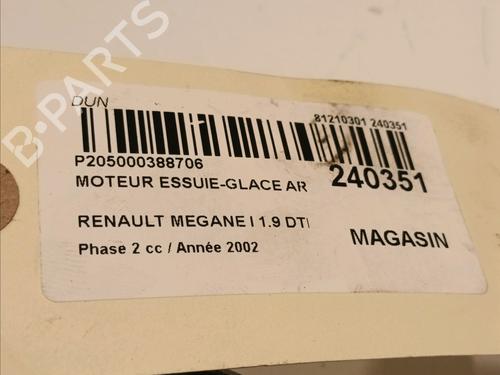 DUN
81210301 240351
P205000388706
MOTEUR ESSUIE-GLACE AR
240351
RENAULT MEGANE I 1.9 DTI
MAGASIN
Phase 2 cc / Année 2002
B-PARTS